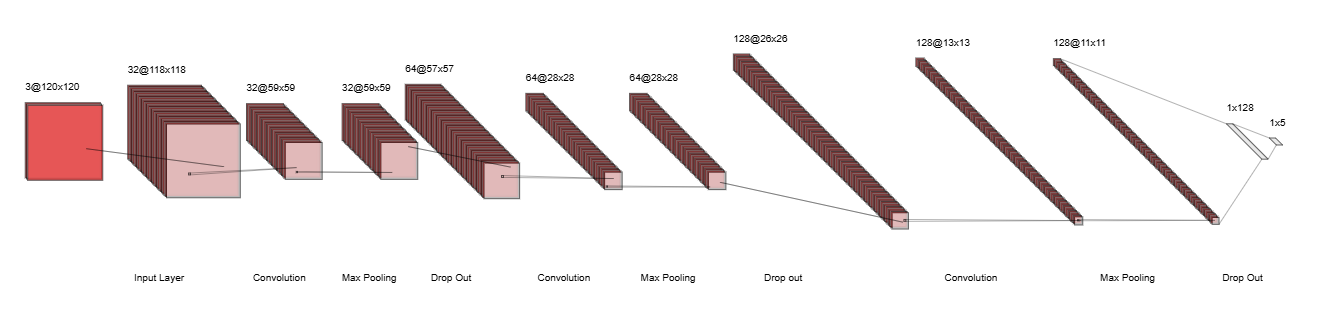 128@26x26
128@13x13
128@11x11
32@118x118
64@57x57
64@28x28
64@28x28
3@120x120
32@59x59
32@59x59
1x128
1x5
Input Layer
Convolution
Max Pooling
Drop Out
Convolution
Max Pooling
Drop out
Convolution
Max Pooling
Drop Out